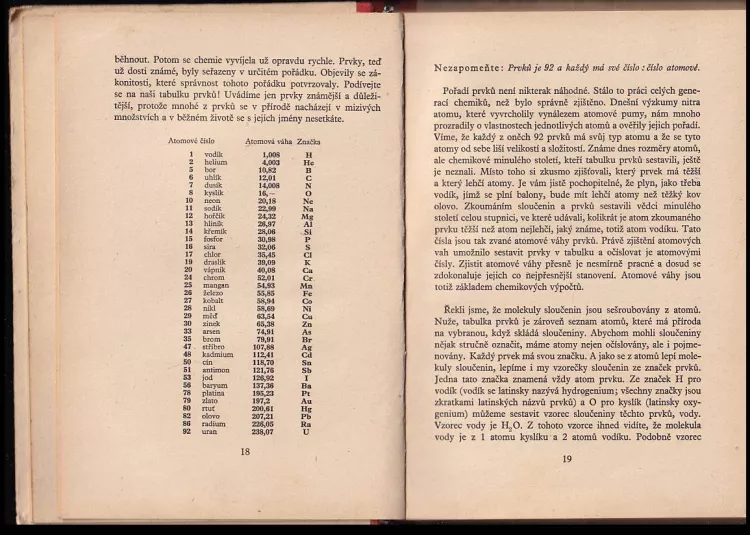 běhnout. Potom se chemie vyvíjela už opravdu rychle. Prvky, teď
už dosti známé, byly seřazeny v určitém pořádku. Objevily se zá-
konitosti, které správnost tohoto pořádku potvrzovaly. Podívejte
se na naši tabulku prvků! Uvádíme jen prvky známější a důleži-
tější, protože mnohé z prvků se v přírodě nacházejí v mizivých
množstvích a v běžném životě se s jejich jmény nesetkáte.
Atomové číslo Atomová váha Značka
1 vodík 1,008 H
2 helium 4,003 He
5 bor 10,82 B
6 uhlík 12,01 C
7 dusík 14,008 N
8 kyslík 16,— O
10 neon 20,18 Ne
11 sodík 22,99 Na
12 hořčík 24,32 Mg
13 hliník 26,97 Al
14 křemík 28,06 Si
15 fosfor 30,98 P
16 síra 32,06 S
17 chlor 35,45 Cl
19 draslík 39,09 K
20 vápník 40,08 Ca
24 chrom 52,01 Cr
25 mangan 54,93 Mn
26 železo 55,85 Fe
27 kobalt 58,94 Co
28 nikl 58,69 Ni
29 měď 63,54 Cu
30 zinek 65,38 Zn
33 arsen 74,91 As
35 brom 79,91 Br
47 stříbro 107,88 Ag
48 kadmium 112,41 Cd
50 cín 118,70 Sn
51 antimon 121,76 Sb
53 jod 126,92 I
56 baryum 137,36 Ba
78 platina 195,23 Pt
79 zlato 197,2 Au
80 rtuť 200,61 Hg
82 olovo 207,21 Pb
86 radium 226,05 Ra
92 uran 238,07 U
18
Nezapomeňte: Prvků je 92 a každý má své číslo: číslo atomové.
Pořadí prvků není nikterak náhodné. Stálo to práci celých gene-
rací chemiků, než bylo správně zjištěno. Dnešní výzkumy nitra
atomu, které vyvrcholily vynálezem atomové pumy, nám mnoho
prozradily o vlastnostech jednotlivých atomů a ověřily jejich pořadí.
Víme, že každý z oněch 92 prvků má svůj typ atomu a že se tyto
atomy od sebe liší velikostí a složitostí. Známe dnes rozměry atomů,
ale chemikové minulého století, kteří tabulku prvků sestavili, ještě
je neznali. Místo toho si zkusmo zjišťovali, který prvek má těžší
a který lehčí atomy. Je vám jistě pochopitelné, že plyn, jako třeba
vodík, jímž se plní balony, bude mít lehčí atomy než těžký kov
olovo. Zkoumáním sloučenin a prvků sestavili vědci minulého
století celou stupnici, ve které udávali, kolikrát je atom zkoumaného
prvku těžší než atom nejlehčí, jaký známe, totiž atom vodíku. Tato
čísla jsou tak zvané atomové váhy prvků. Právě zjištění atomových
vah umožnilo sestavit prvky v tabulku a očíslovat je atomovými
čísly. Zjistit atomové váhy přesně je nesmírně pracné a dosud se
zdokonaluje jejich co nejpřesnější stanovení. Atomové váhy jsou
totiž základem chemikových výpočtů.
Řekli jsme, že molekuly sloučenin jsou sešroubovány z atomů.
Nuže, tabulka prvků je zároveň seznam atomů, které má příroda
na vybranou, když skládá sloučeniny. Abychom mohli sloučeniny
nějak stručně označit, máme atomy nejen očíslovány, ale i pojme-
novány. Každý prvek má svou značku. A jako se z atomů lepí mole-
kuly sloučenin, lepíme i my vzorečky sloučenin ze značek prvků.
Jedna tato značka znamená vždy atom prvku. Ze značek H pro
vodík (vodík se latinsky nazývá hydrogenium; všechny značky jsou
zkratkami latinských názvů prvků) a O pro kyslík (latinsky oxy-
genium) můžeme sestavit vzorec sloučeniny těchto prvků, vody.
Vzorec vody je H₂O. Z tohoto vzorce ihned vidíte, že molekula
vody je z 1 atomu kyslíku a 2 atomů vodíku. Podobně vzorec
19